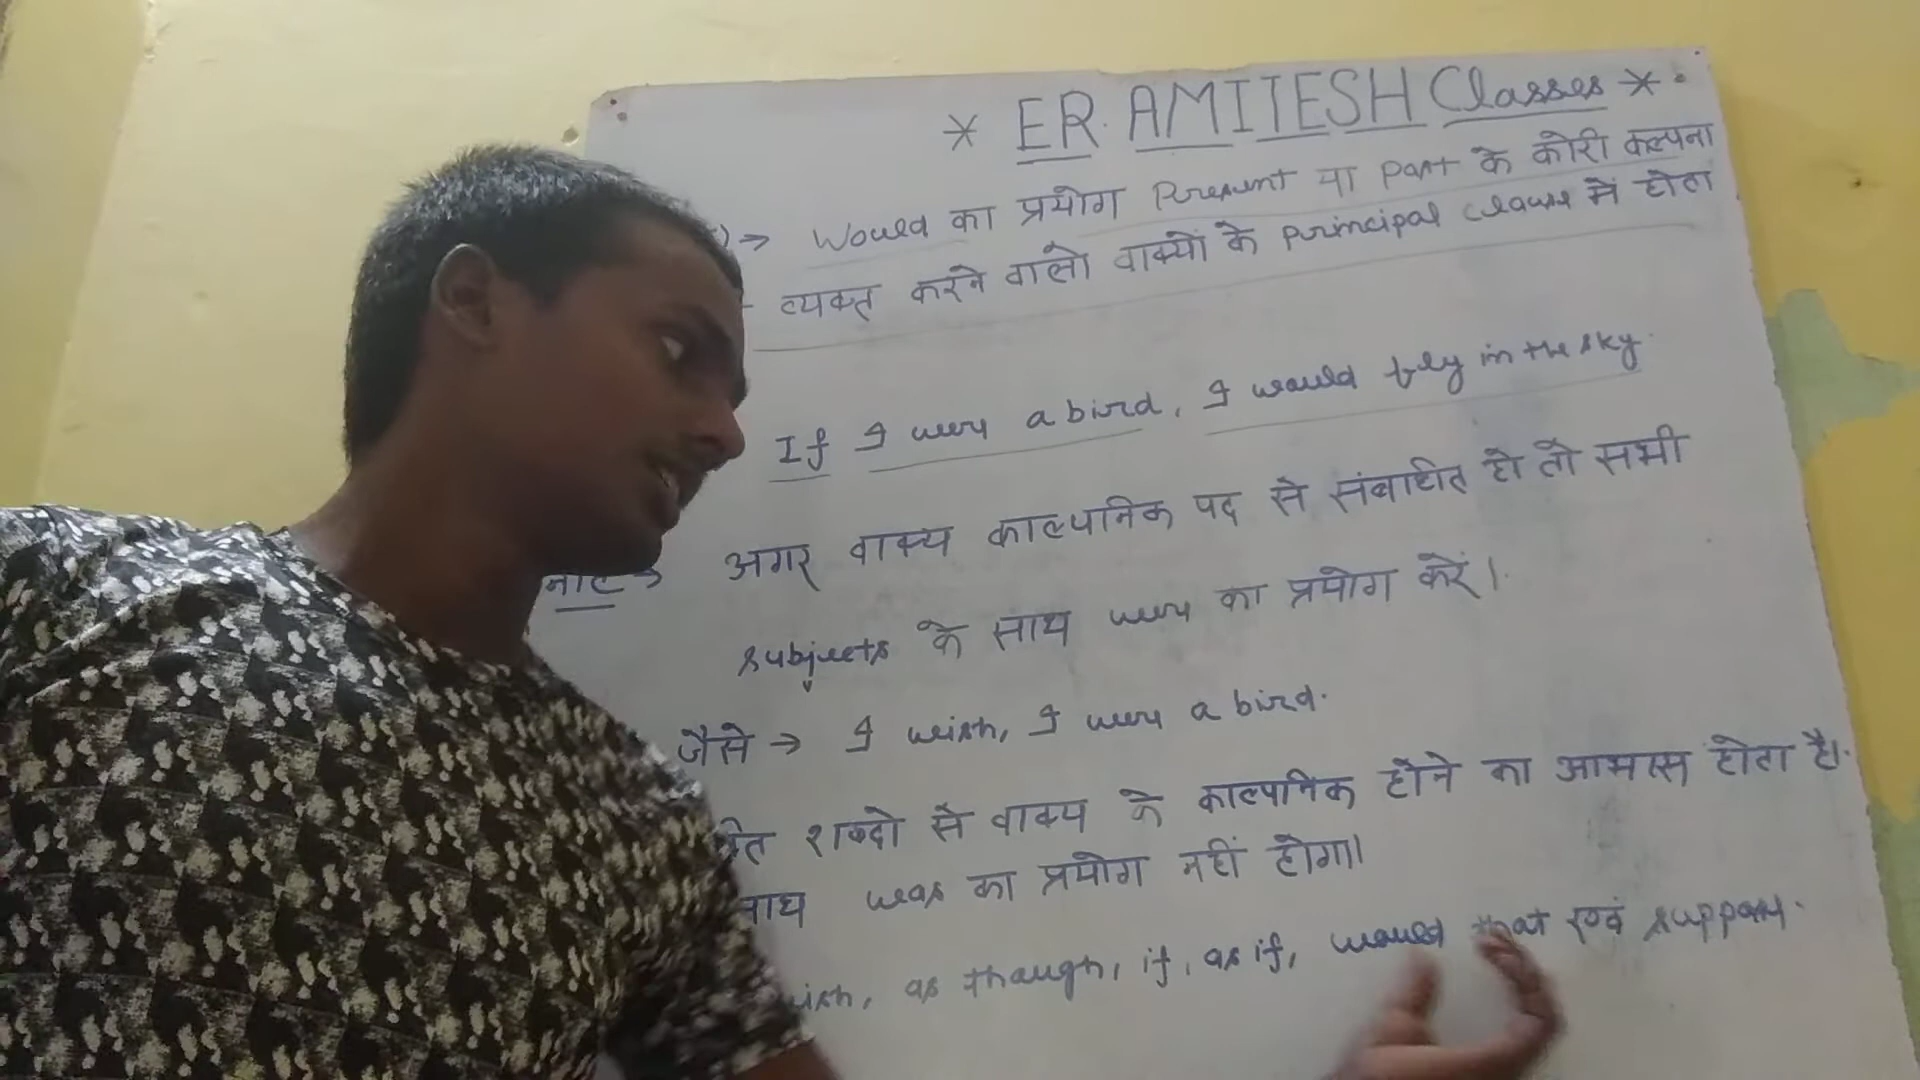 * ER. AMITESH Classes *
) → Would का प्रयोग Present या Past के कोरी कल्पना
व्यक्त करने वालो वाक्यों के principal clause में होता
If I were a bird, I would fly in the sky.
नोट → अगर वाक्य काल्पनिक पद से संबाधीत हो तो सभी
subjects के साथ were का प्रयोग करें।
जैसे → I wish, I were a bird.
शब्दो से वाक्य के काल्पनिक होने का आभास होता है।
साथ was का प्रयोग नहीं होगा।
wish, as though, if, as if, would that एवं suppose.